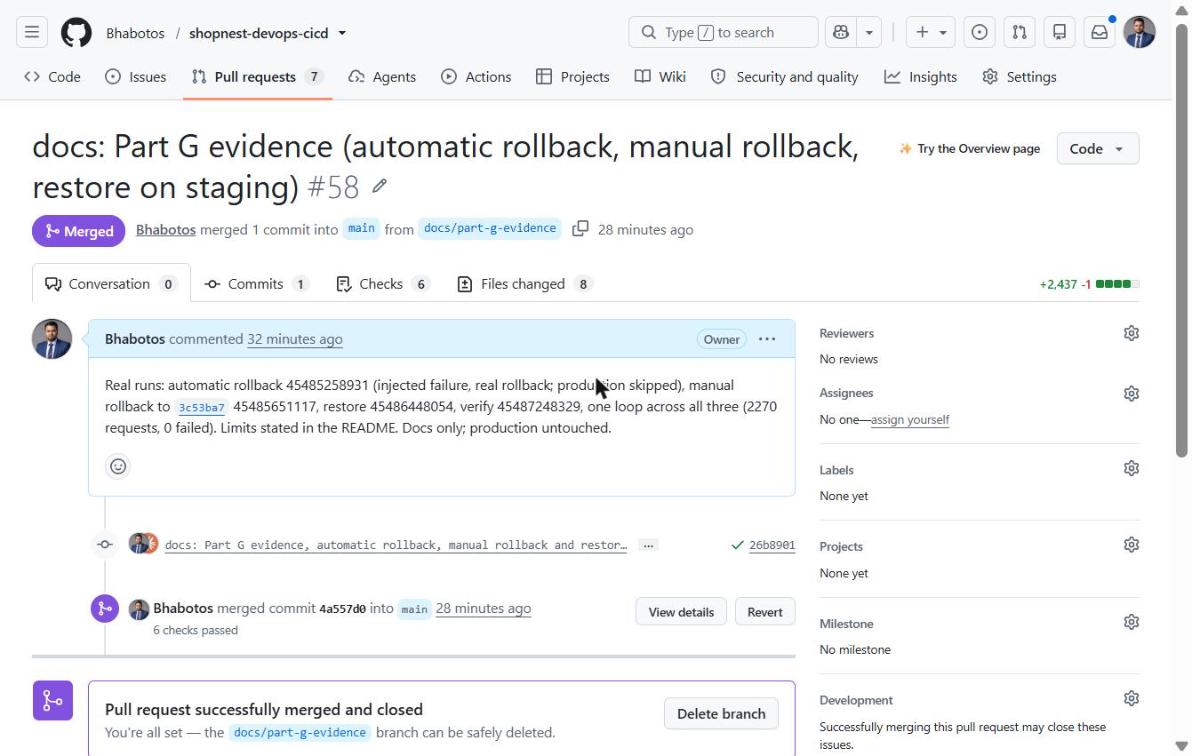 Bhabotos / shopnest-devops-cicd
Type / to search
Code
Issues
Pull requests 7
Agents
Actions
Projects
Wiki
Security and quality
Insights
Settings
docs: Part G evidence (automatic rollback, manual rollback,
restore on staging) #58
Try the Overview page
Code
Merged
Bhabotos merged 1 commit into main from docs/part-g-evidence 28 minutes ago
Conversation 0
Commits 1
Checks 6
Files changed 8
+2,437 -1
Bhabotos commented 32 minutes ago
Owner
Real runs: automatic rollback 45485258931 (injected failure, real rollback; production skipped), manual
rollback to 3c53ba7 45485651117, restore 45486448054, verify 45487248329, one loop across all three (2270
requests, 0 failed). Limits stated in the README. Docs only; production untouched.
docs: Part G evidence, automatic rollback, manual rollback and restor… ...
26b8901
Bhabotos merged commit 4a557d0 into main 28 minutes ago
6 checks passed
View details
Revert
Pull request successfully merged and closed
You're all set — the docs/part-g-evidence branch can be safely deleted.
Delete branch
Reviewers
No reviews
Assignees
No one—assign yourself
Labels
None yet
Projects
None yet
Milestone
No milestone
Development
Successfully merging this pull request may close these
issues.